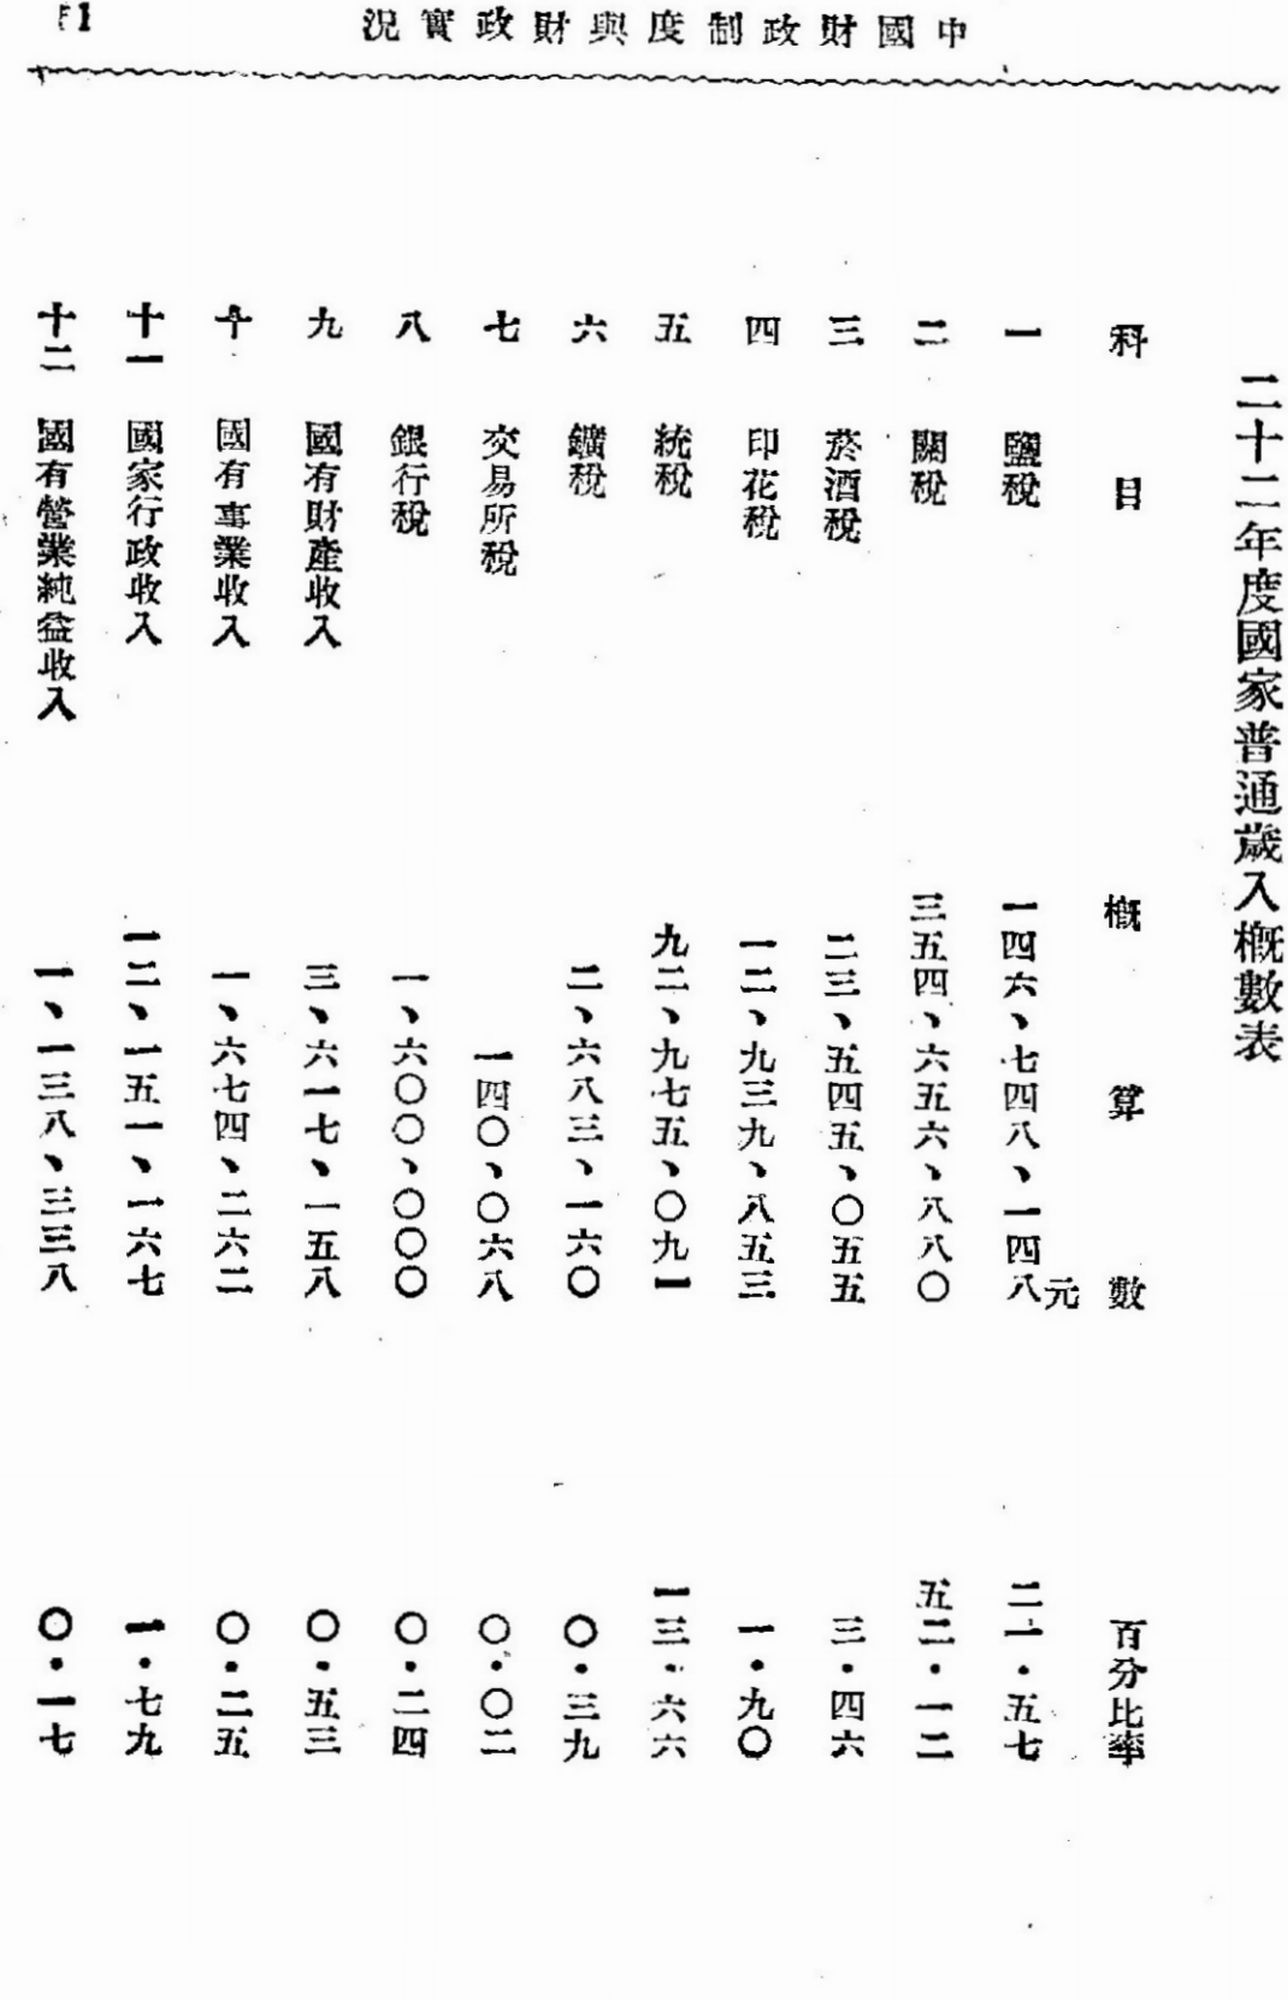 中國財政制度與財政實況
二十二年度國家普通歲入概數表
科目 概算數 百分比率
元
一 鹽稅 一四六、七四八、一四八 二一・五七
二 關稅 三五四、六五六、八八〇 五二・一二
三 菸酒稅 二三、五四五、〇五五 三・四六
四 印花稅 一二、九三九、八五三 一・九〇
五 統稅 九二、九七五、〇九一 一三・六六
六 鑛稅 二、六八三、一六〇 〇・三九
七 交易所稅 一四〇、〇六八 〇・〇二
八 銀行稅 一、六〇〇、〇〇〇 〇・二四
九 國有財產收入 三、六一七、一五八 〇・五三
十 國有事業收入 一、六七四、二六二 〇・二五
十一 國家行政收入 一二、一五一、一六七 一・七九
十二 國有營業純益收入 一、一三八、三三八 〇・一七